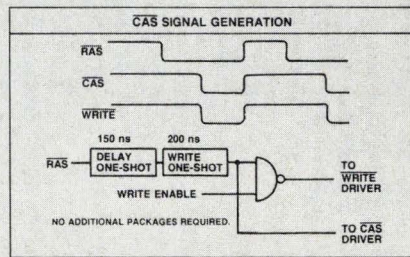 CAS SIGNAL GENERATION
RAS
CAS
WRITE
150 ns
200 ns
RAS
DELAY
ONE-SHOT
WRITE
ONE-SHOT
TO
WRITE
DRIVER
WRITE ENABLE
NO ADDITIONAL PACKAGES REQUIRED.
TO CAS
DRIVER